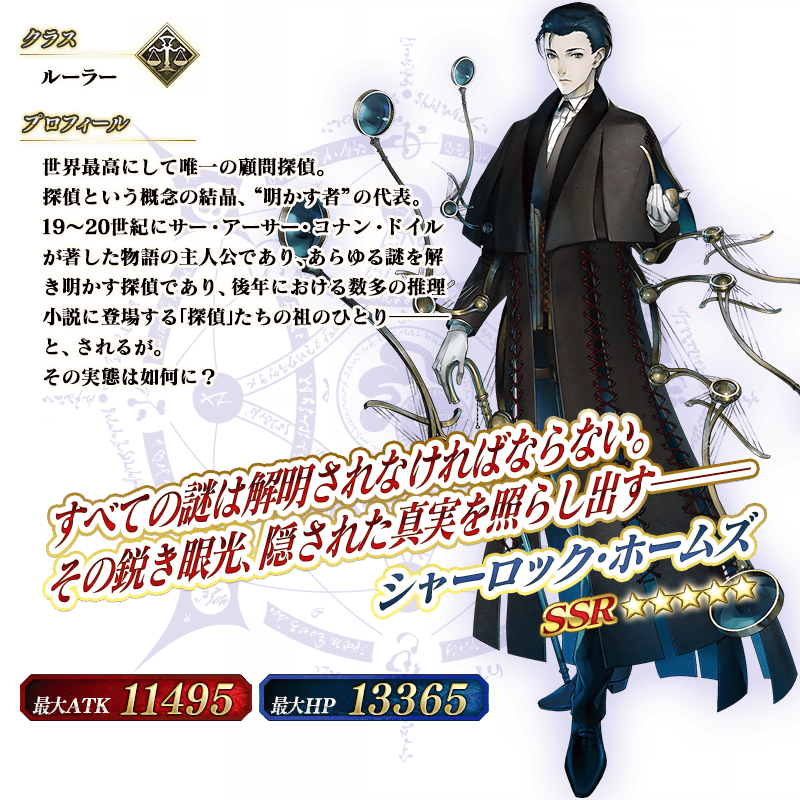 クラス
ルーラー
プロフィール
世界最高にして唯一の顧問探偵。
探偵という概念の結晶、“明かす者”の代表。
19～20世紀にサー・アーサー・コナン・ドイル
が著した物語の主人公であり、あらゆる謎を解
き明かす探偵であり、後年における数多の推理
小説に登場する｢探偵｣たちの祖のひとり────
と、されるが。
その実態は如何に？
すべての謎は解明されなければならない。
その鋭き眼光、隠された真実を照らし出す───
シャーロック・ホームズ
SSR ☆☆☆☆☆
最大ATK 11495
最大HP 13365